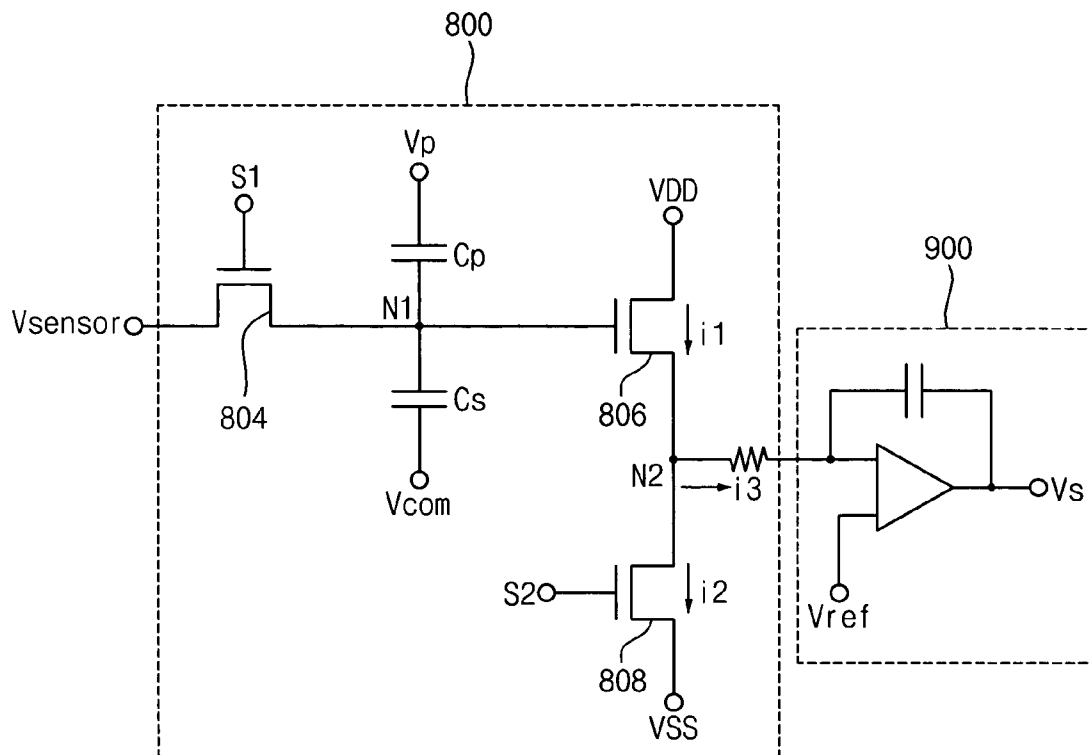 800
Vp
S1
VDD
900
Cp
N1
Vsensor
i1
804
Cs
806
N2
i3
Vs
Vcom
S2
i2
Vref
808
VSS